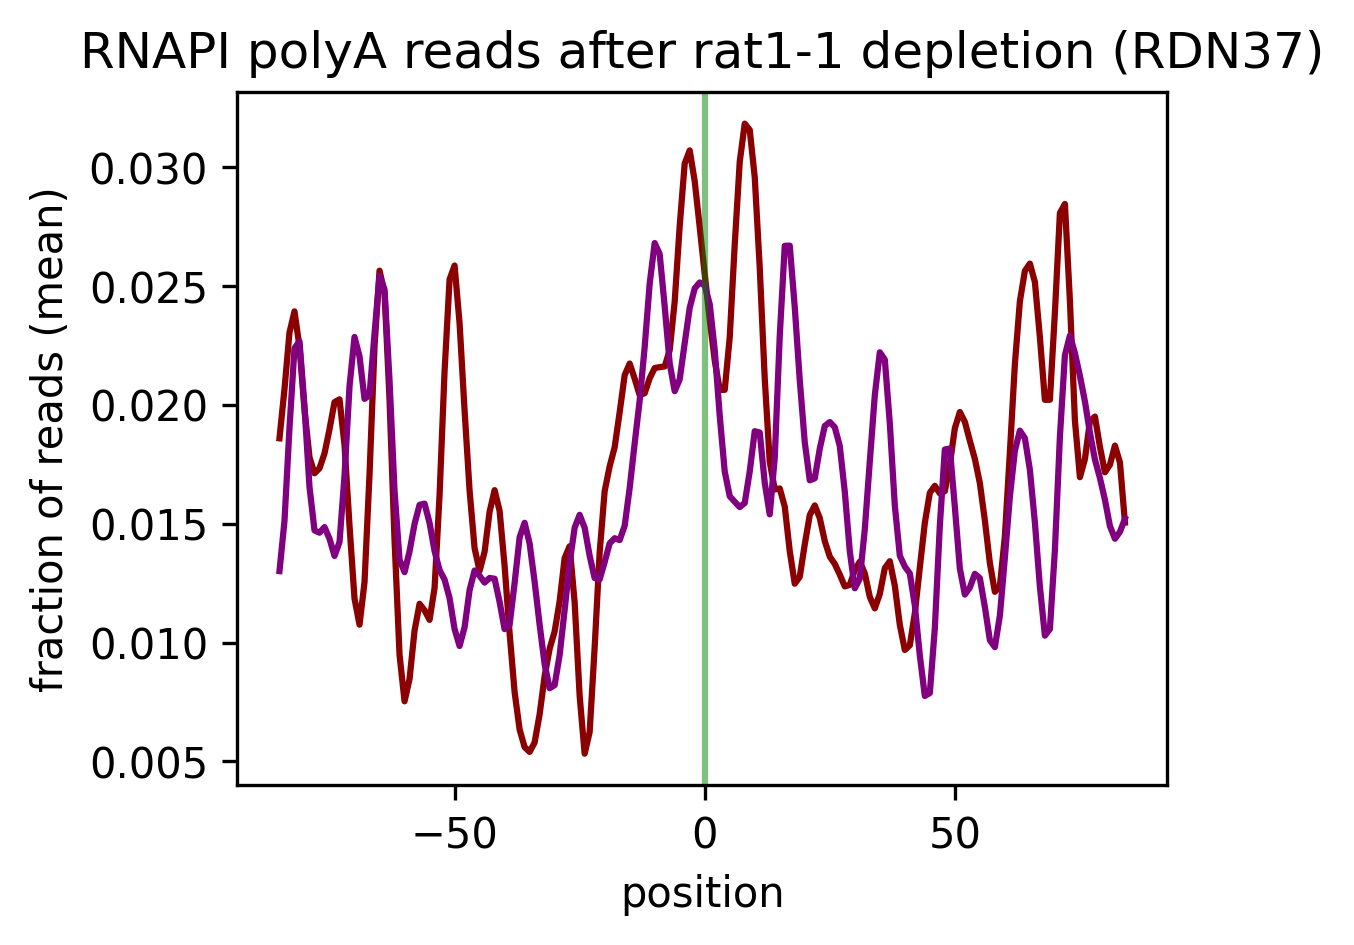 RNAPI polyA reads after rat1-1 depletion (RDN37)
fraction of reads (mean)
0.030
0.025
0.020
0.015
0.010
0.005
−50 0 50
position